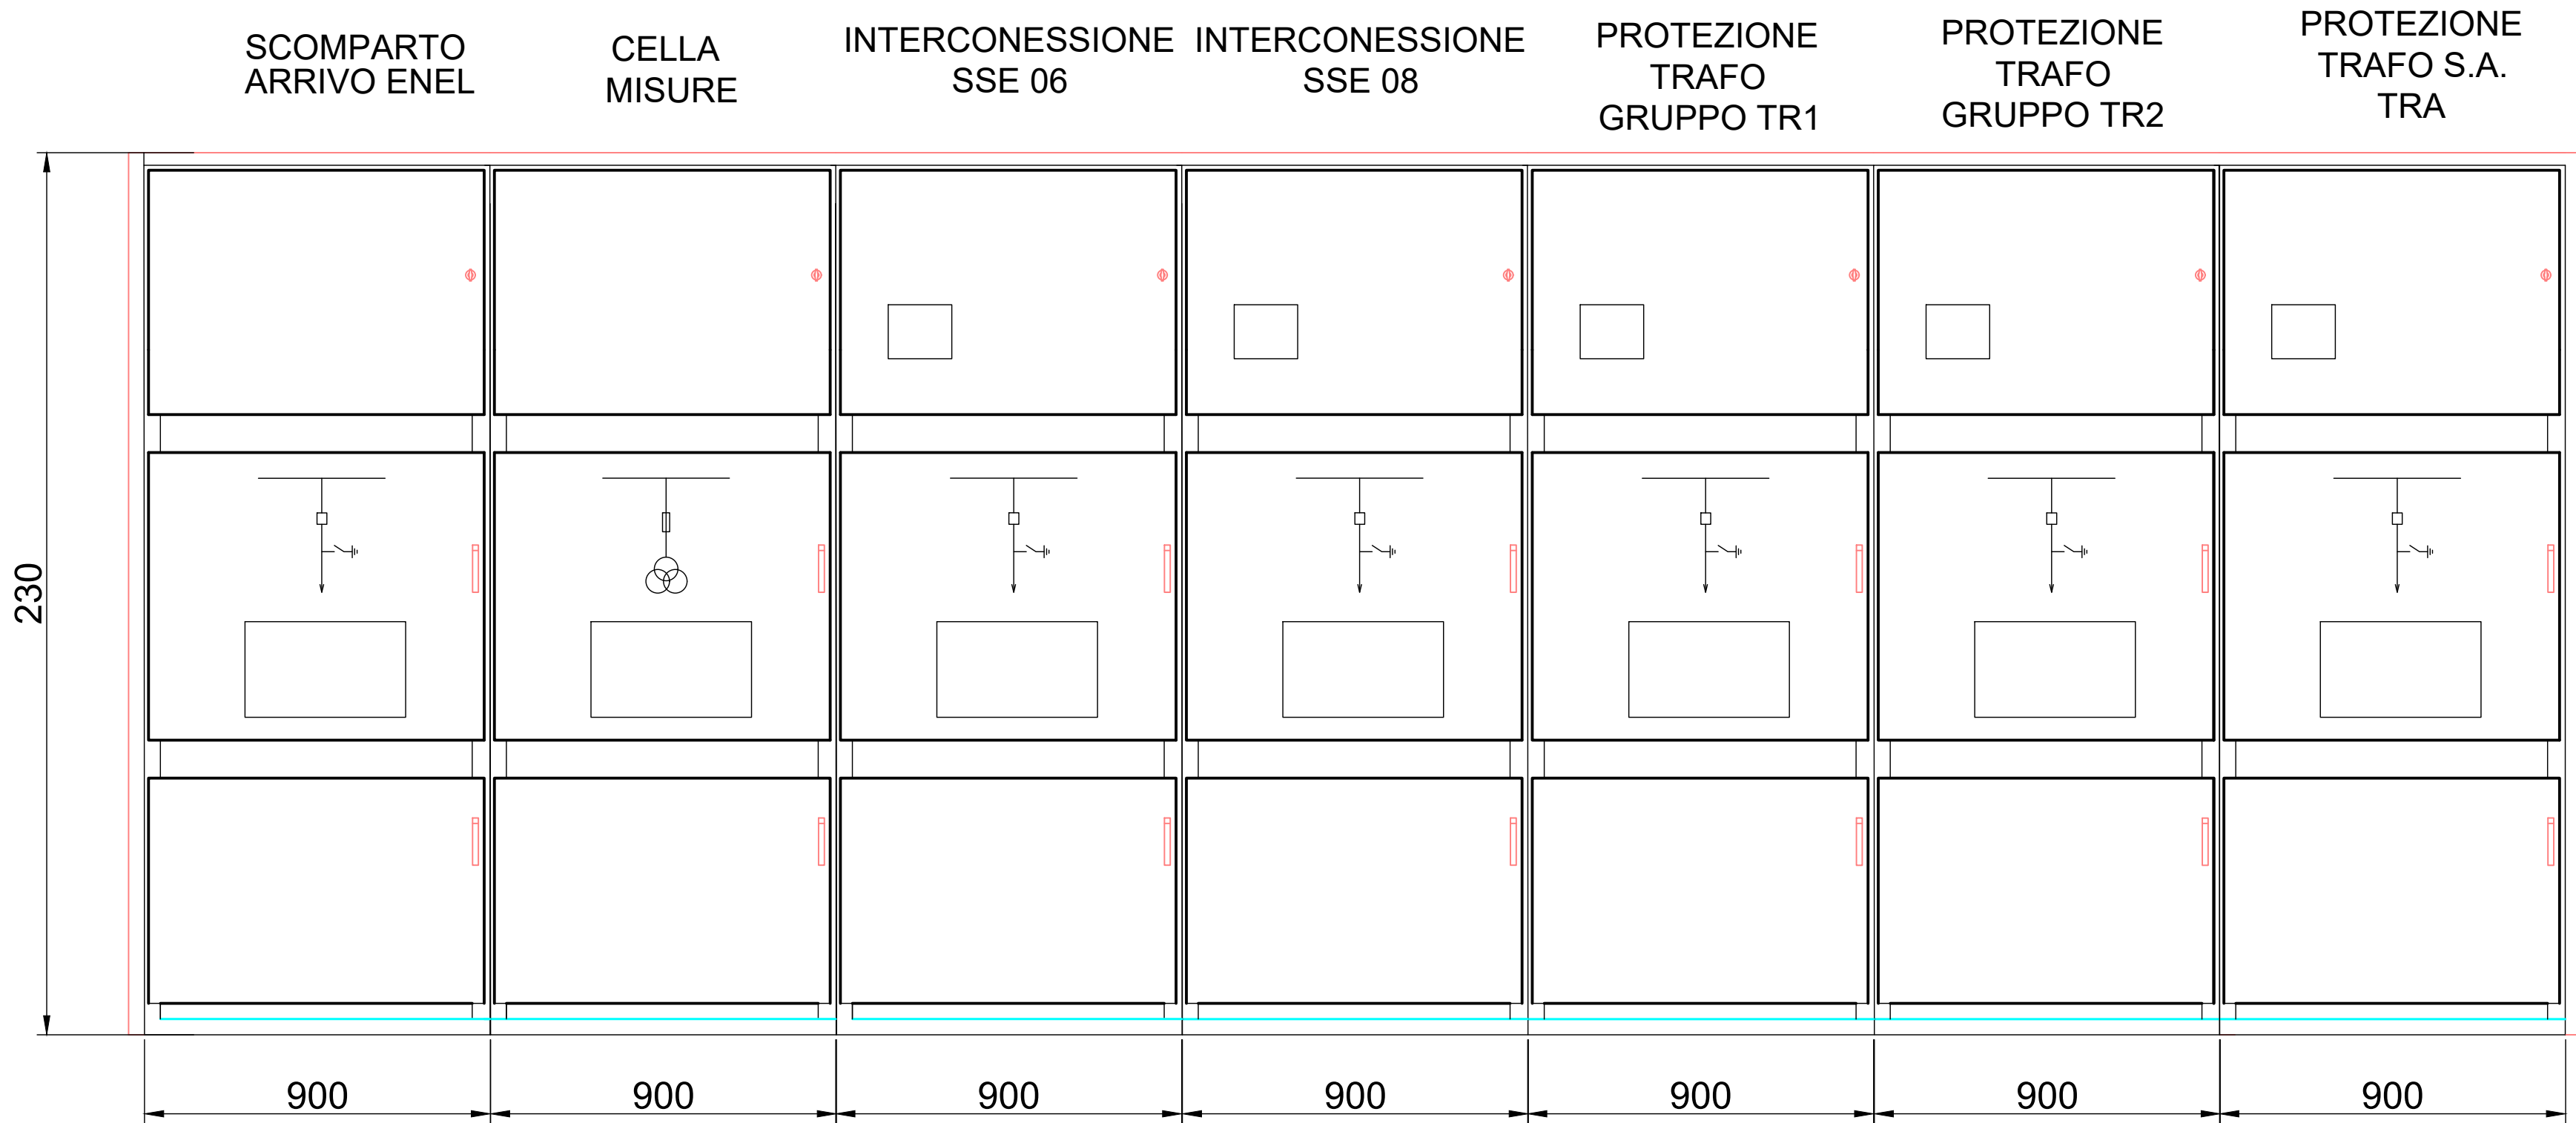 SCOMPARTO
ARRIVO ENEL
CELLA
MISURE
INTERCONESSIONE
SSE 06
INTERCONESSIONE
SSE 08
PROTEZIONE
TRAFO
GRUPPO TR1
PROTEZIONE
TRAFO
GRUPPO TR2
PROTEZIONE
TRAFO S.A.
TRA
230
900
900
900
900
900
900
900